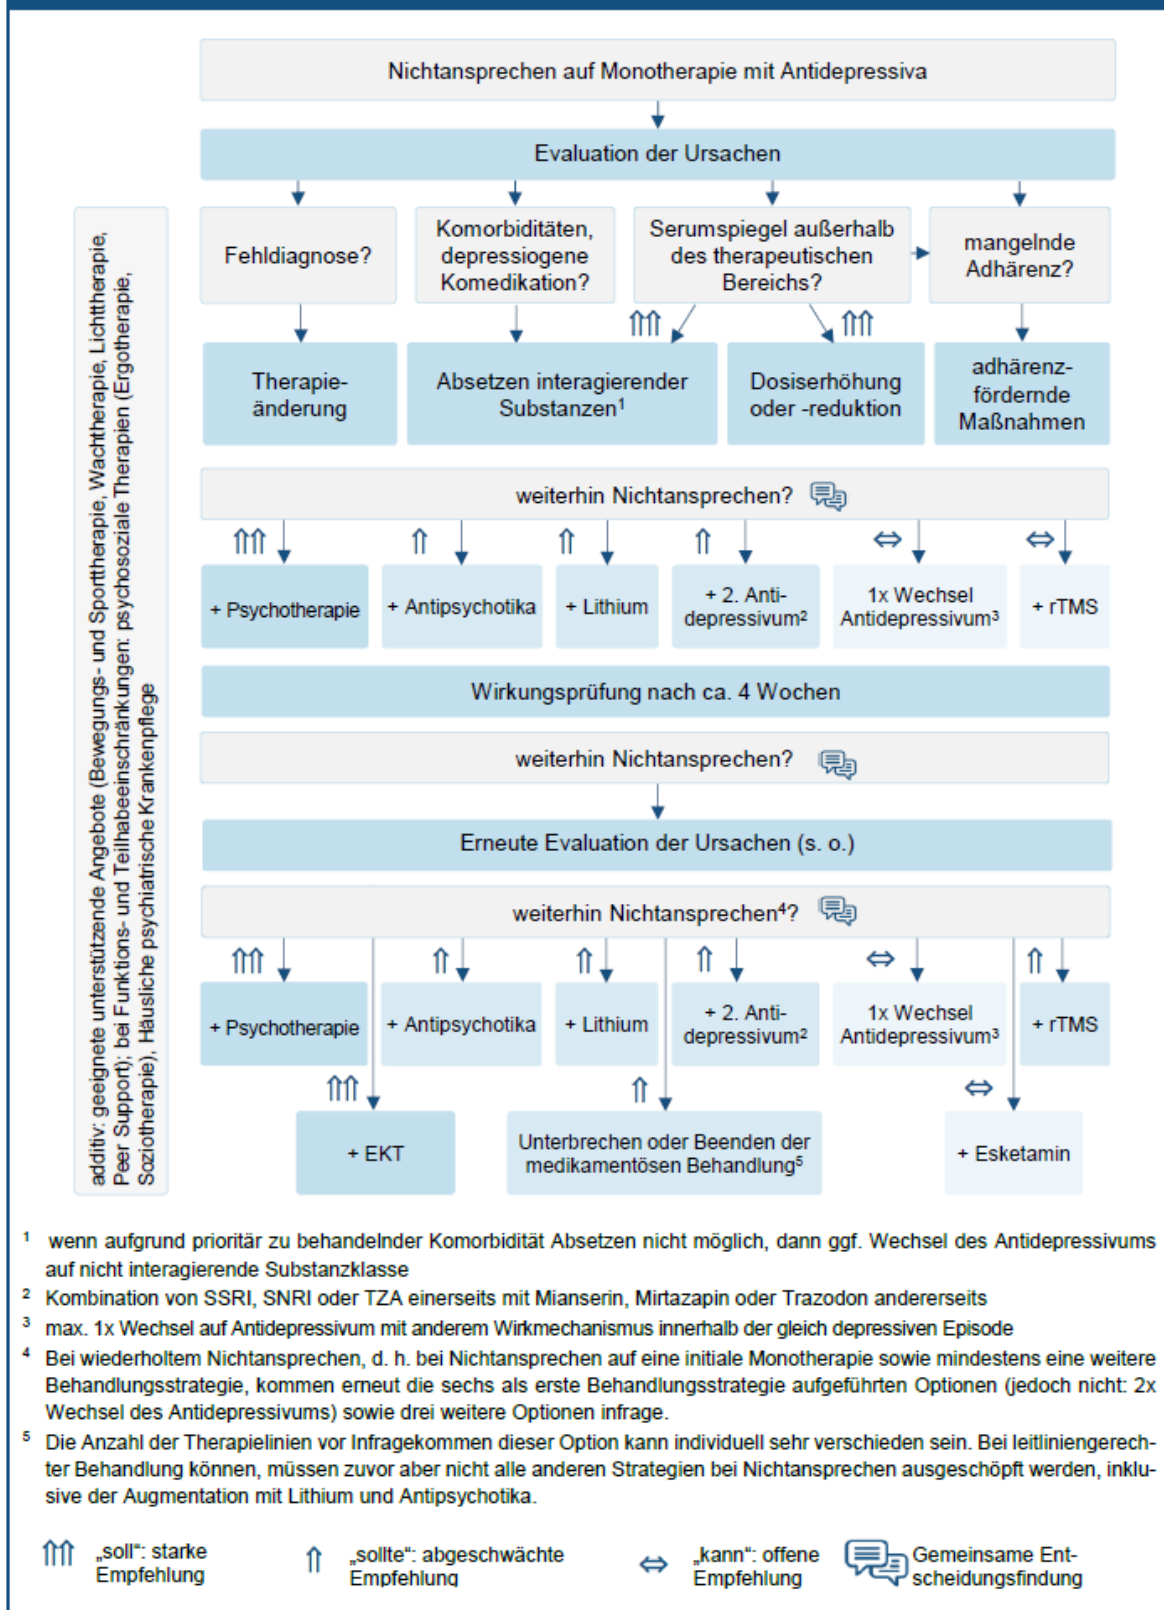 Nichtansprechen auf Monotherapie mit Antidepressiva
Evaluation der Ursachen
Fehldiagnose?
Komorbiditäten,
depressiogene
Komedikation?
Serumspiegel außerhalb
des therapeutischen
Bereichs?
mangelnde
Adhärenz?
⇑⇑
⇑⇑
Therapie-
änderung
Absetzen interagierender
Substanzen¹
Dosiserhöhung
oder -reduktion
adhärenz-
fördernde
Maßnahmen
weiterhin Nichtansprechen?
⇑⇑
⇑
⇑
⇑
⇔
⇔
+ Psychotherapie
+ Antipsychotika
+ Lithium
+ 2. Anti-
depressivum²
1x Wechsel
Antidepressivum³
+ rTMS
Wirkungsprüfung nach ca. 4 Wochen
weiterhin Nichtansprechen?
Erneute Evaluation der Ursachen (s. o.)
weiterhin Nichtansprechen⁴?
⇑⇑
⇑
⇑
⇑
⇔
⇑
+ Psychotherapie
+ Antipsychotika
+ Lithium
+ 2. Anti-
depressivum²
1x Wechsel
Antidepressivum³
+ rTMS
⇑⇑
⇑
⇔
+ EKT
Unterbrechen oder Beenden der
medikamentösen Behandlung⁵
+ Esketamin
additiv: geeignete unterstützende Angebote (Bewegungs- und Sporttherapie, Wachtherapie, Lichttherapie,
Peer Support); bei Funktions- und Teilhabeeinschränkungen: psychosoziale Therapien (Ergotherapie,
Soziotherapie), Häusliche psychiatrische Krankenpflege
¹ wenn aufgrund prioritär zu behandelnder Komorbidität Absetzen nicht möglich, dann ggf. Wechsel des Antidepressivums
auf nicht interagierende Substanzklasse
² Kombination von SSRI, SNRI oder TZA einerseits mit Mianserin, Mirtazapin oder Trazodon andererseits
³ max. 1x Wechsel auf Antidepressivum mit anderem Wirkmechanismus innerhalb der gleich depressiven Episode
⁴ Bei wiederholtem Nichtansprechen, d. h. bei Nichtansprechen auf eine initiale Monotherapie sowie mindestens eine weitere
Behandlungsstrategie, kommen erneut die sechs als erste Behandlungsstrategie aufgeführten Optionen (jedoch nicht: 2x
Wechsel des Antidepressivums) sowie drei weitere Optionen infrage.
⁵ Die Anzahl der Therapielinien vor Infragekommen dieser Option kann individuell sehr verschieden sein. Bei leitliniengerech-
ter Behandlung können, müssen zuvor aber nicht alle anderen Strategien bei Nichtansprechen ausgeschöpft werden, inklu-
sive der Augmentation mit Lithium und Antipsychotika.
⇑⇑ „soll“: starke
Empfehlung
⇑ „sollte“: abgeschwächte
Empfehlung
⇔ „kann“: offene
Empfehlung
Gemeinsame Ent-
scheidungsfindung